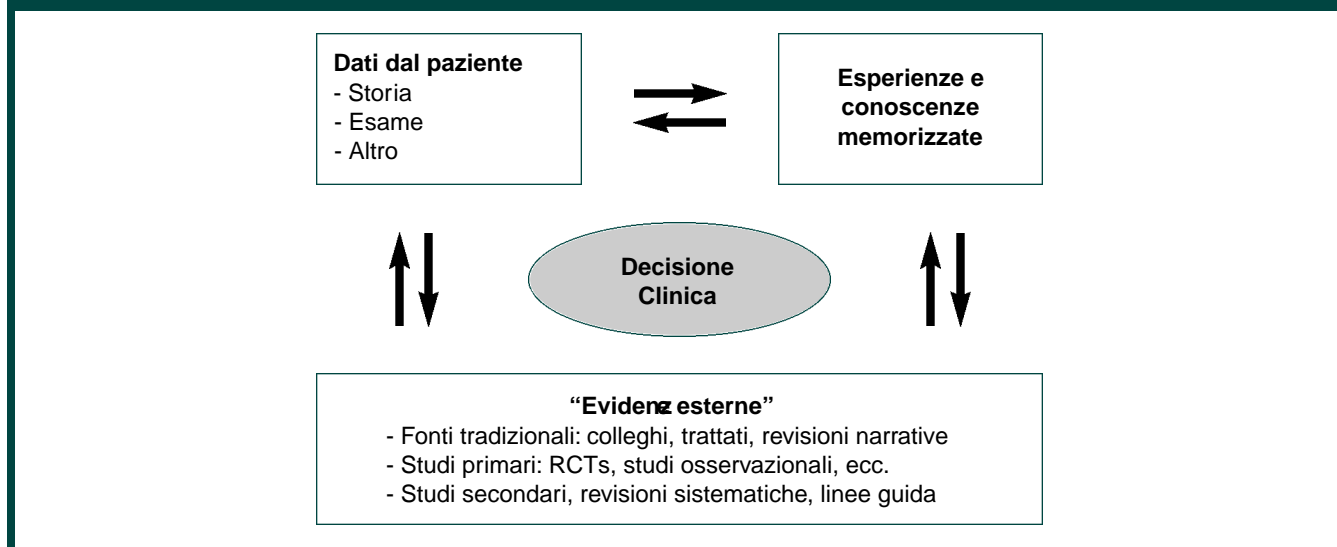 Dati dal paziente
- Storia
- Esame
- Altro
Esperienze e
conoscenze
memorizzate
Decisione
Clinica
“Evidenze esterne”
- Fonti tradizionali: colleghi, trattati, revisioni narrative
- Studi primari: RCTs, studi osservazionali, ecc.
- Studi secondari, revisioni sistematiche, linee guida